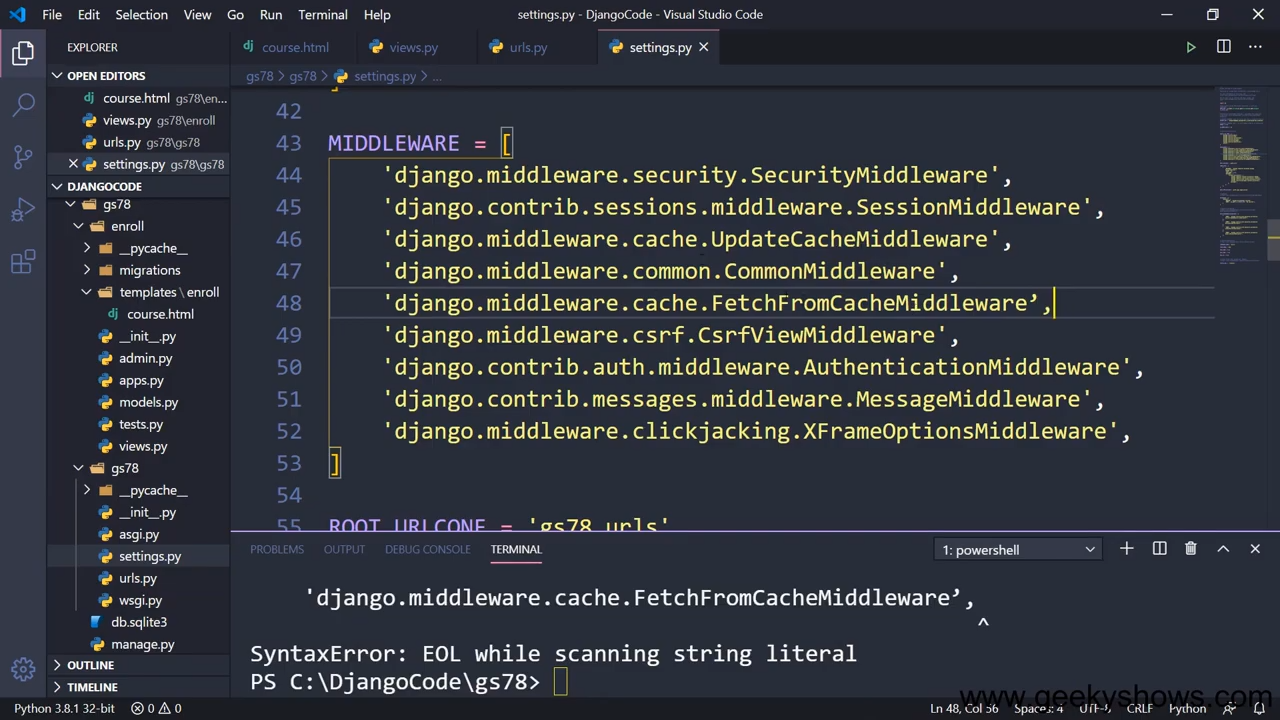 File Edit Selection View Go Run Terminal Help settings.py - DjangoCode - Visual Studio Code
EXPLORER
OPEN EDITORS
course.html gs78\en...
views.py gs78\enroll
urls.py gs78\gs78
settings.py gs78\gs78
DJANGOCODE
gs78
enroll
__pycache__
migrations
templates \ enroll
course.html
__init__.py
admin.py
apps.py
models.py
tests.py
views.py
gs78
__pycache__
__init__.py
asgi.py
settings.py
urls.py
wsgi.py
db.sqlite3
manage.py
OUTLINE
TIMELINE
course.html views.py urls.py settings.py
gs78 > gs78 > settings.py > ...
]
42
43 MIDDLEWARE = [
44 'django.middleware.security.SecurityMiddleware',
45 'django.contrib.sessions.middleware.SessionMiddleware',
46 'django.middleware.cache.UpdateCacheMiddleware',
47 'django.middleware.common.CommonMiddleware',
48 'django.middleware.cache.FetchFromCacheMiddleware’,
49 'django.middleware.csrf.CsrfViewMiddleware',
50 'django.contrib.auth.middleware.AuthenticationMiddleware',
51 'django.contrib.messages.middleware.MessageMiddleware',
52 'django.middleware.clickjacking.XFrameOptionsMiddleware',
53 ]
54
55 ROOT_URLCONF = 'gs78.urls'
PROBLEMS OUTPUT DEBUG CONSOLE TERMINAL 1: powershell
'django.middleware.cache.FetchFromCacheMiddleware’,
^
SyntaxError: EOL while scanning string literal
PS C:\DjangoCode\gs78>
www.geekyshows.com
Python 3.8.1 32-bit 0 0 Ln 48, Col 56 Spaces: 4 UTF-8 CRLF Python